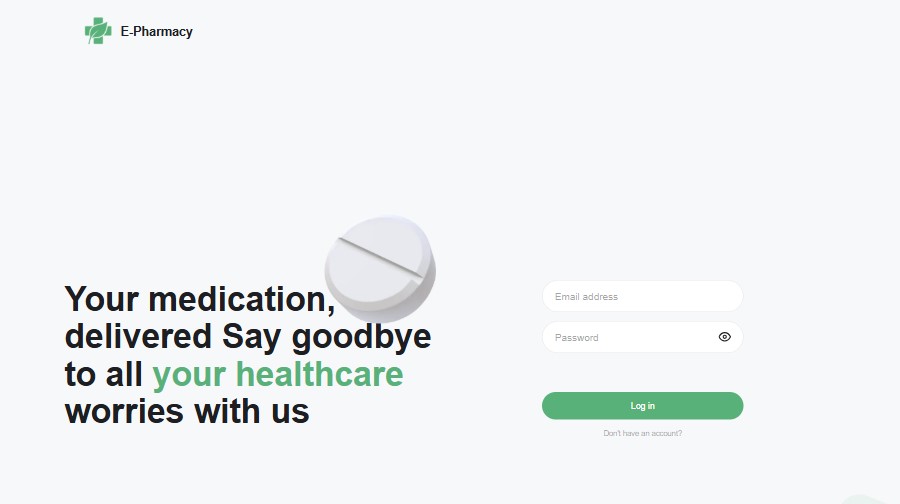 E-Pharmacy
Your medication,
delivered Say goodbye
to all your healthcare
worries with us
Email address
Password
Log in
Don't have an account?